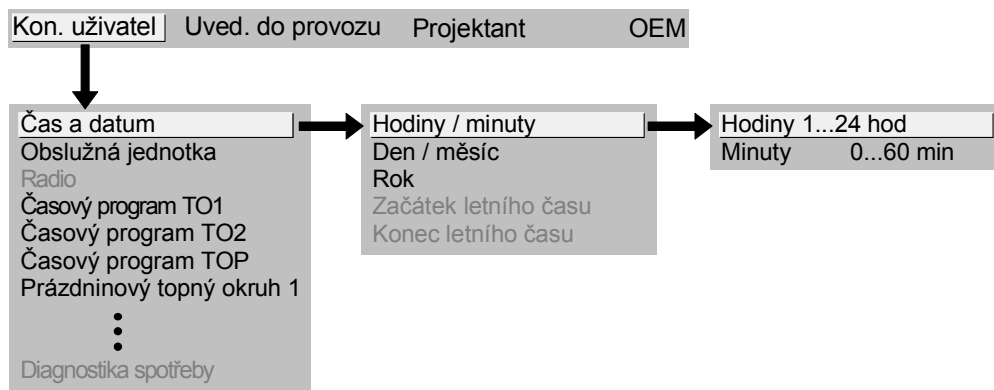 Kon. uživatel Uved. do provozu Projektant OEM
Čas a datum
Obslužná jednotka
Radio
Časový program TO1
Časový program TO2
Časový program TOP
Prázdninový topný okruh 1
Diagnostika spotřeby
Hodiny / minuty
Den / měsíc
Rok
Začátek letního času
Konec letního času
Hodiny 1...24 hod
Minuty 0...60 min